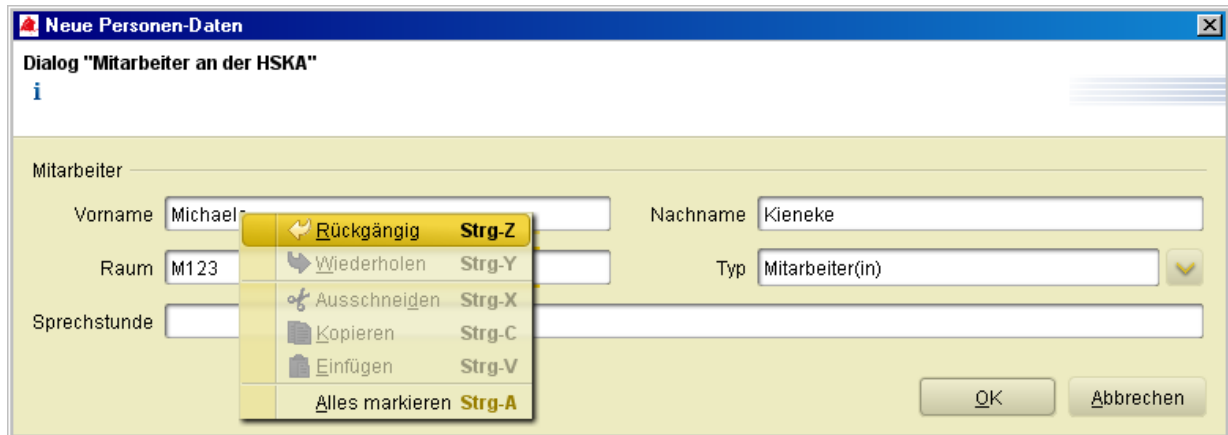 Neue Personen-Daten
Dialog "Mitarbeiter an der HSKA"
i
Mitarbeiter
Vorname Michaela Nachname Kieneke
Rückgängig Strg-Z
Raum M123 Typ Mitarbeiter(in)
Wiederholen Strg-Y
Ausschneiden Strg-X
Sprechstunde
Kopieren Strg-C
Einfügen Strg-V
Alles markieren Strg-A
OK Abbrechen